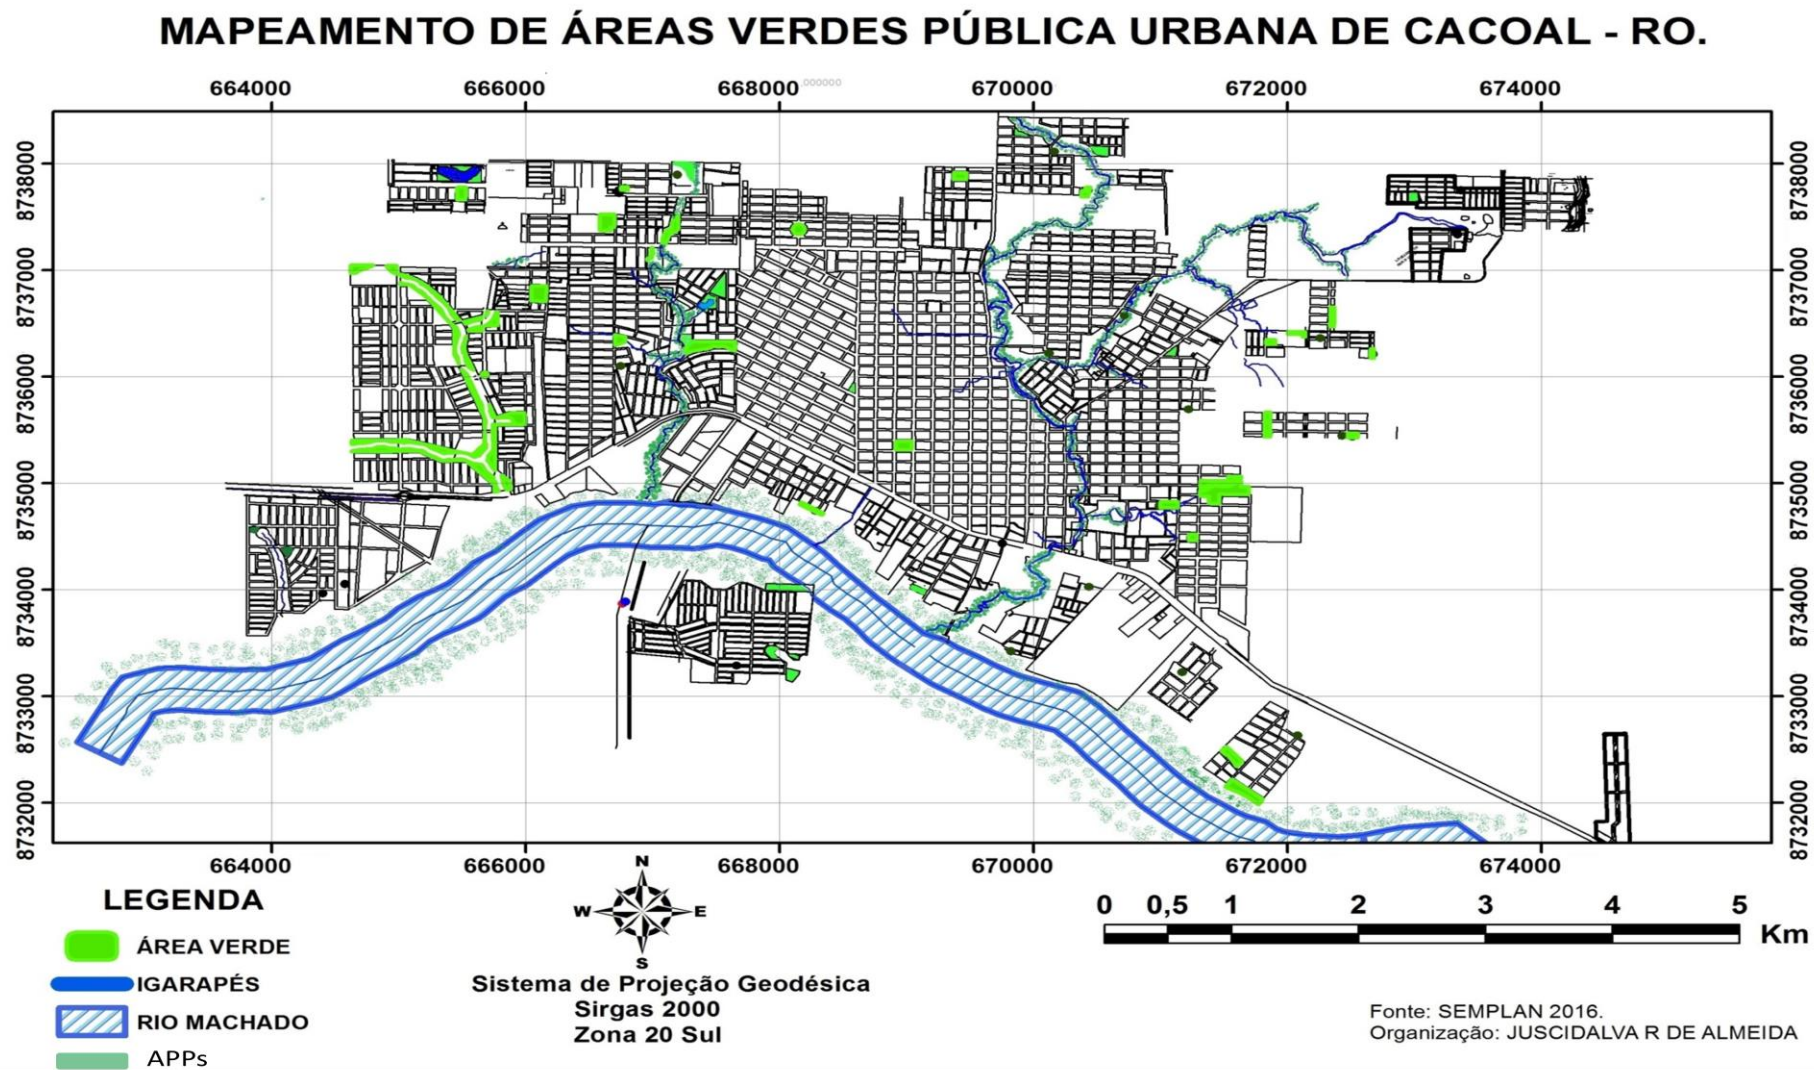 MAPEAMENTO DE ÁREAS VERDES PÚBLICA URBANA DE CACOAL - RO.
664000 666000 668000 .000000 670000 672000 674000
8738000 8738000
8737000 8737000
8736000 8736000
8735000 8735000
8734000 8734000
8733000 8733000
8732000 8732000
664000 666000 668000 670000 672000 674000
LEGENDA
ÁREA VERDE
IGARAPÉS
RIO MACHADO
APPs
N
W E
S
Sistema de Projeção Geodésica
Sirgas 2000
Zona 20 Sul
0 0,5 1 2 3 4 5
Km
Fonte: SEMPLAN 2016.
Organização: JUSCIDALVA R DE ALMEIDA